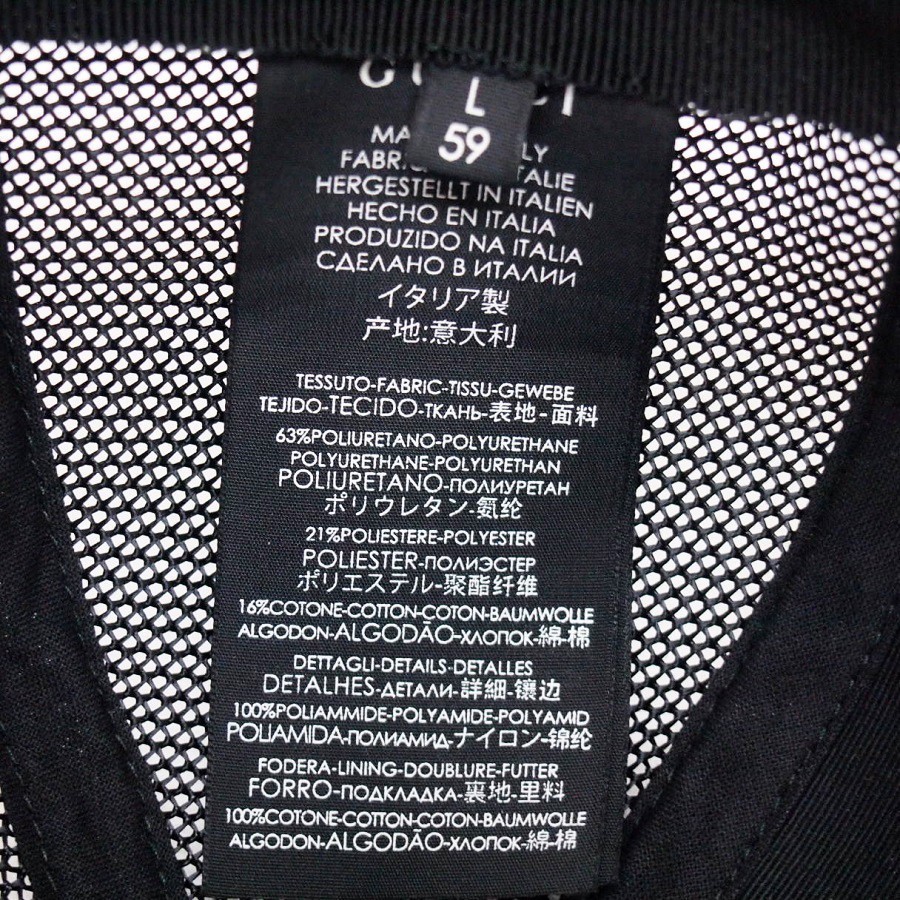 L
59
HERGESTELLT IN ITALIEN
HECHO EN ITALIA
PRODUZIDO NA ITALIA
СДЕЛАНО В ИТАЛИИ
イタリア製
产地:意大利
TESSUTO-FABRIC-TISSU-GEWEBE
TEJIDO-TECIDO-ТКАНЬ-表地-面料
63%POLIURETANO-POLYURETHANE
POLYURETHANE-POLYURETHAN
POLIURETANO-ПОЛИУРЕТАН
ポリウレタン-氨纶
21%POLIESTERE-POLYESTER
POLIESTER-ПОЛИЭСТЕР
ポリエステル-聚酯纤维
16%COTONE-COTTON-COTON-BAUMWOLLE
ALGODON-ALGODÃO-ХЛОПОК-綿-棉
DETTAGLI-DETAILS-DETALLES
DETALHES-ДЕТАЛИ-詳細-镶边
100%POLIAMMIDE-POLYAMIDE-POLYAMID
POLIAMIDA-ПОЛИАМИД-ナイロン-锦纶
FODERA-LINING-DOUBLURE-FUTTER
FORRO-ПОДКЛАДКА-裏地-里料
100%COTONE-COTTON-COTON-BAUMWOLLE
ALGODON-ALGODÃO-ХЛОПОК-綿-棉